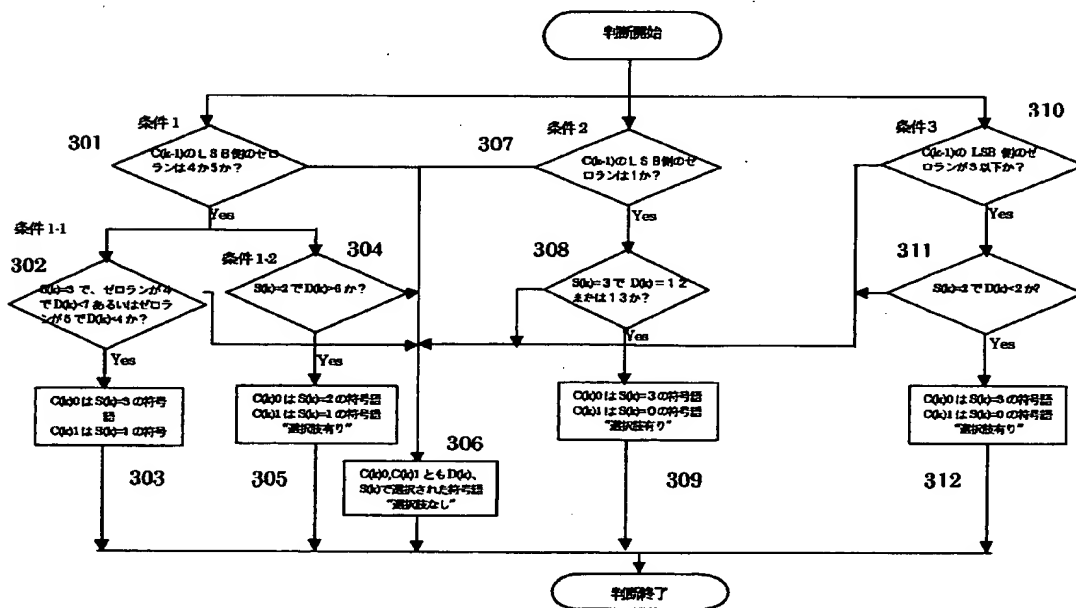 判断開始
条件1
301
C(k-1)のLSB側のゼロ
ランは4か5か?
307
条件2
C(k-1)のLSB側のゼ
ロランは1か?
310
条件3
C(k-1)の LSB 側のぜ
ロランが5以下か?
Yes
Yes
Yes
条件1-1
302
S(k)=3で、ゼロランが4
でD(k)<7あるいはゼロラ
ンが5でD(k)<4か?
304
条件1-2
S(k)=2でD(k)>6か?
308
S(k)=3で D(k)=12
または13か?
311
S(k)=2でD(k)<2か?
Yes
Yes
Yes
Yes
C(k)0はS(k)=3の符号
語
C(k)1はS(k)=1の符号
303
C(k)0はS(k)=2の符号語
C(k)1はS(k)=1の符号語
"選択肢有り"
305
306
C(k)0,C(k)1ともD(k)、
S(k)で選択された符号語
"選択肢なし"
C(k)0はS(k)=3の符号語
C(k)1はS(k)=0の符号語
"選択肢有り"
309
C(k)0はS(k)=3の符号語
C(k)1はS(k)=0の符号語
"選択肢有り"
312
判断終了